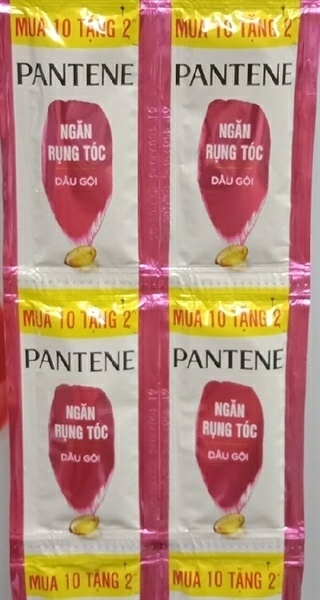 MUA 10 TẶNG 2
MUA 10 TẶNG 2
PANTENE
PANTENE
NGĂN
RỤNG TÓC
DẦU GỘI
NGĂN
RỤNG TÓC
DẦU GỘI
MUA 10 TẶNG 2
MUA 10 TẶNG 2
PANTENE
PANTENE
NGĂN
RỤNG TÓC
DẦU GỘI
NGĂN
RỤNG TÓC
DẦU GỘI
MUA 10 TẶNG 2
MUA 10 TẶNG 2